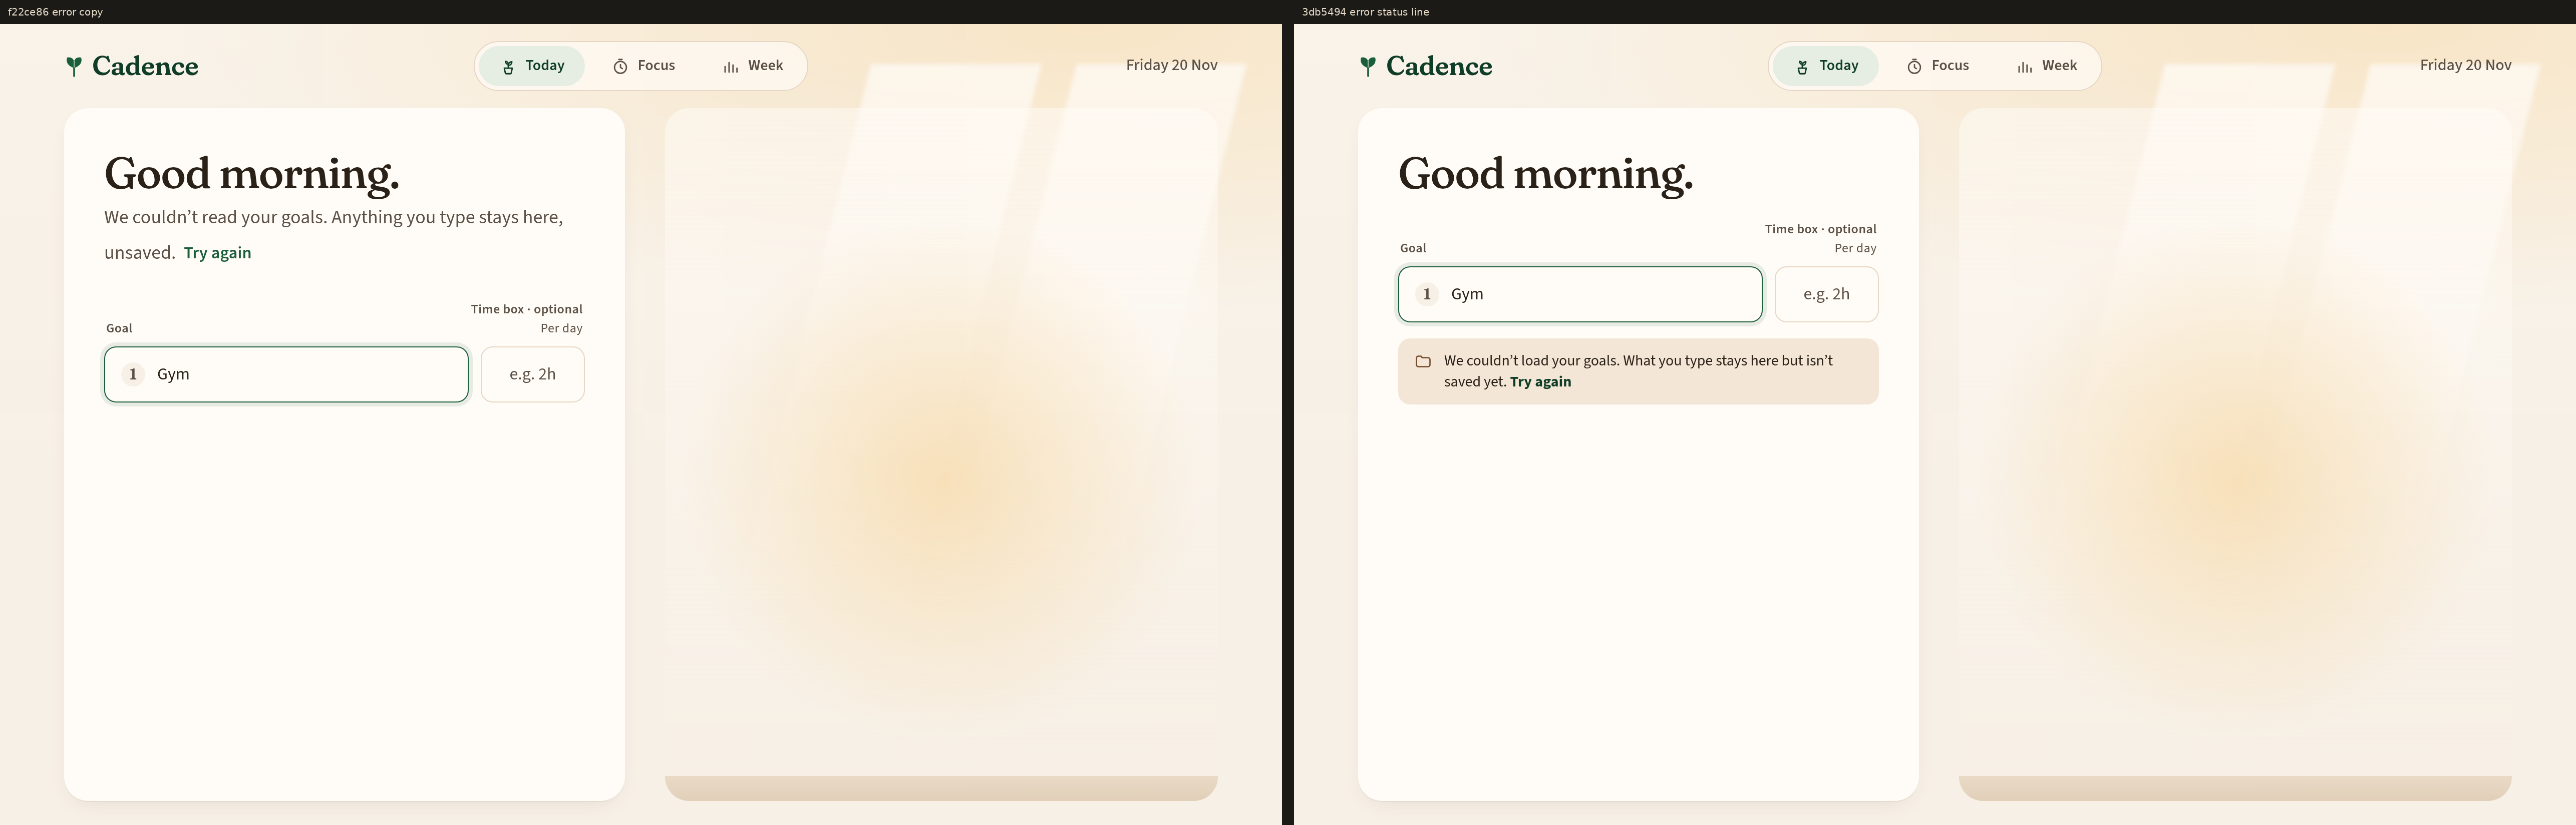 f22ce86 error copy
Cadence
Today
Focus
Week
Friday 20 Nov
Good morning.
We couldn’t read your goals. Anything you type stays here,
unsaved. Try again
Time box · optional
Goal
Per day
1 Gym
e.g. 2h
3db5494 error status line
Cadence
Today
Focus
Week
Friday 20 Nov
Good morning.
Time box · optional
Goal
Per day
1 Gym
e.g. 2h
We couldn’t load your goals. What you type stays here but isn’t
saved yet. Try again